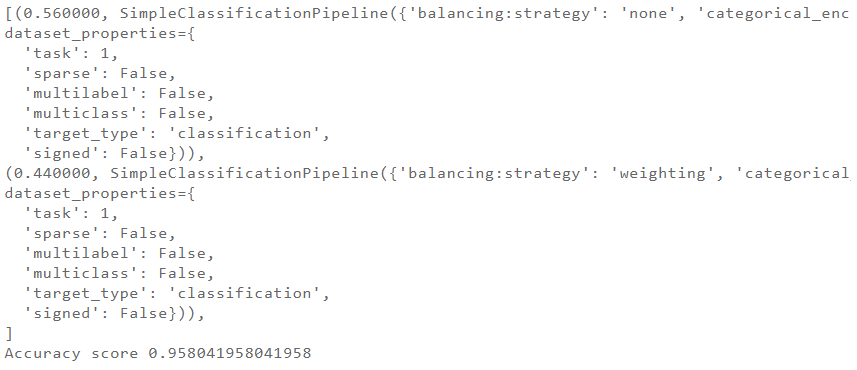 [(0.560000, SimpleClassificationPipeline({'balancing:strategy': 'none', 'categorical_enc
dataset_properties={
  'task': 1,
  'sparse': False,
  'multilabel': False,
  'multiclass': False,
  'target_type': 'classification',
  'signed': False})),
(0.440000, SimpleClassificationPipeline({'balancing:strategy': 'weighting', 'categorical_
dataset_properties={
  'task': 1,
  'sparse': False,
  'multilabel': False,
  'multiclass': False,
  'target_type': 'classification',
  'signed': False})),
]
Accuracy score 0.958041958041958